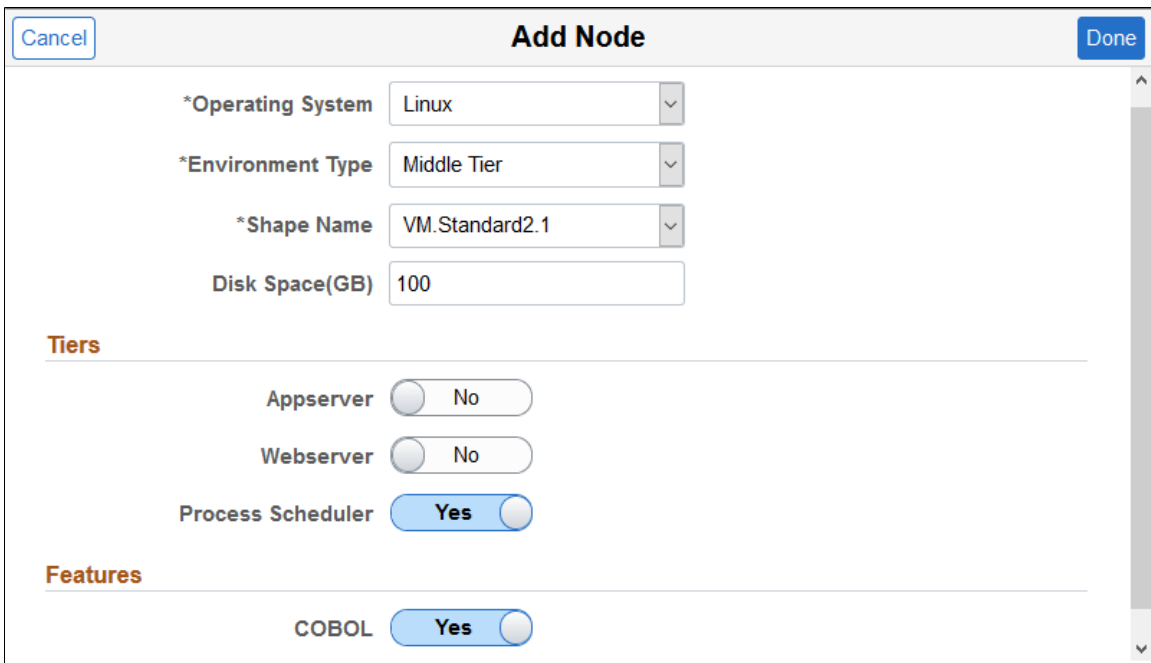 Cancel Add Node Done
*Operating System Linux
*Environment Type Middle Tier
*Shape Name VM.Standard2.1
Disk Space(GB) 100
Tiers
Appserver No
Webserver No
Process Scheduler Yes
Features
COBOL Yes